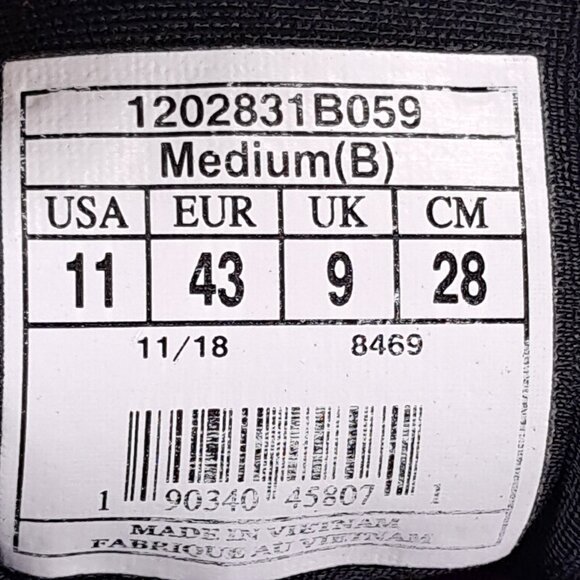 1202831B059
Medium(B)
USA EUR UK CM
11 43 9 28
11/18 8469
1 90340 45807
MADE IN VIETNAM
FABRIQUE AU VIETNAM